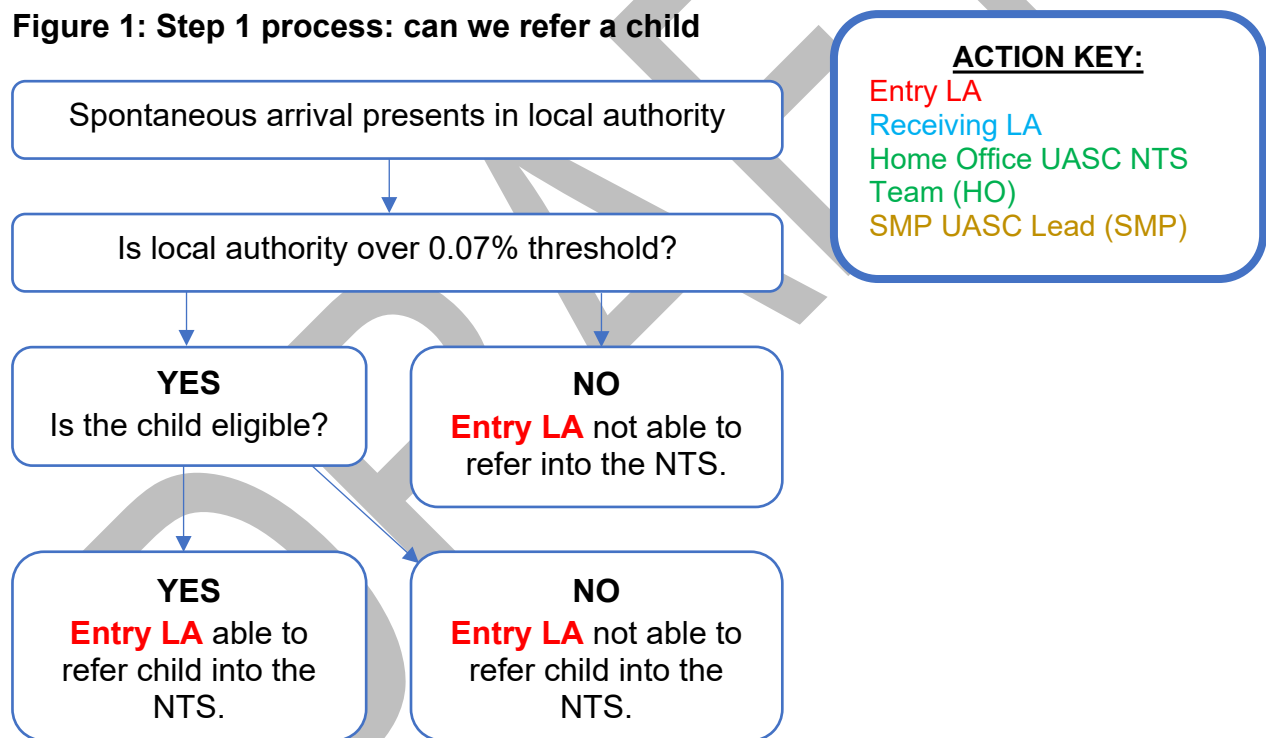 Figure 1: Step 1 process: can we refer a child
ACTION KEY:
Entry LA
Receiving LA
Home Office UASC NTS
Team (HO)
SMP UASC Lead (SMP)
Spontaneous arrival presents in local authority
Is local authority over 0.07% threshold?
YES
Is the child eligible?
NO
Entry LA not able to
refer into the NTS.
YES
Entry LA able to
refer child into the
NTS.
NO
Entry LA not able to
refer child into the
NTS.